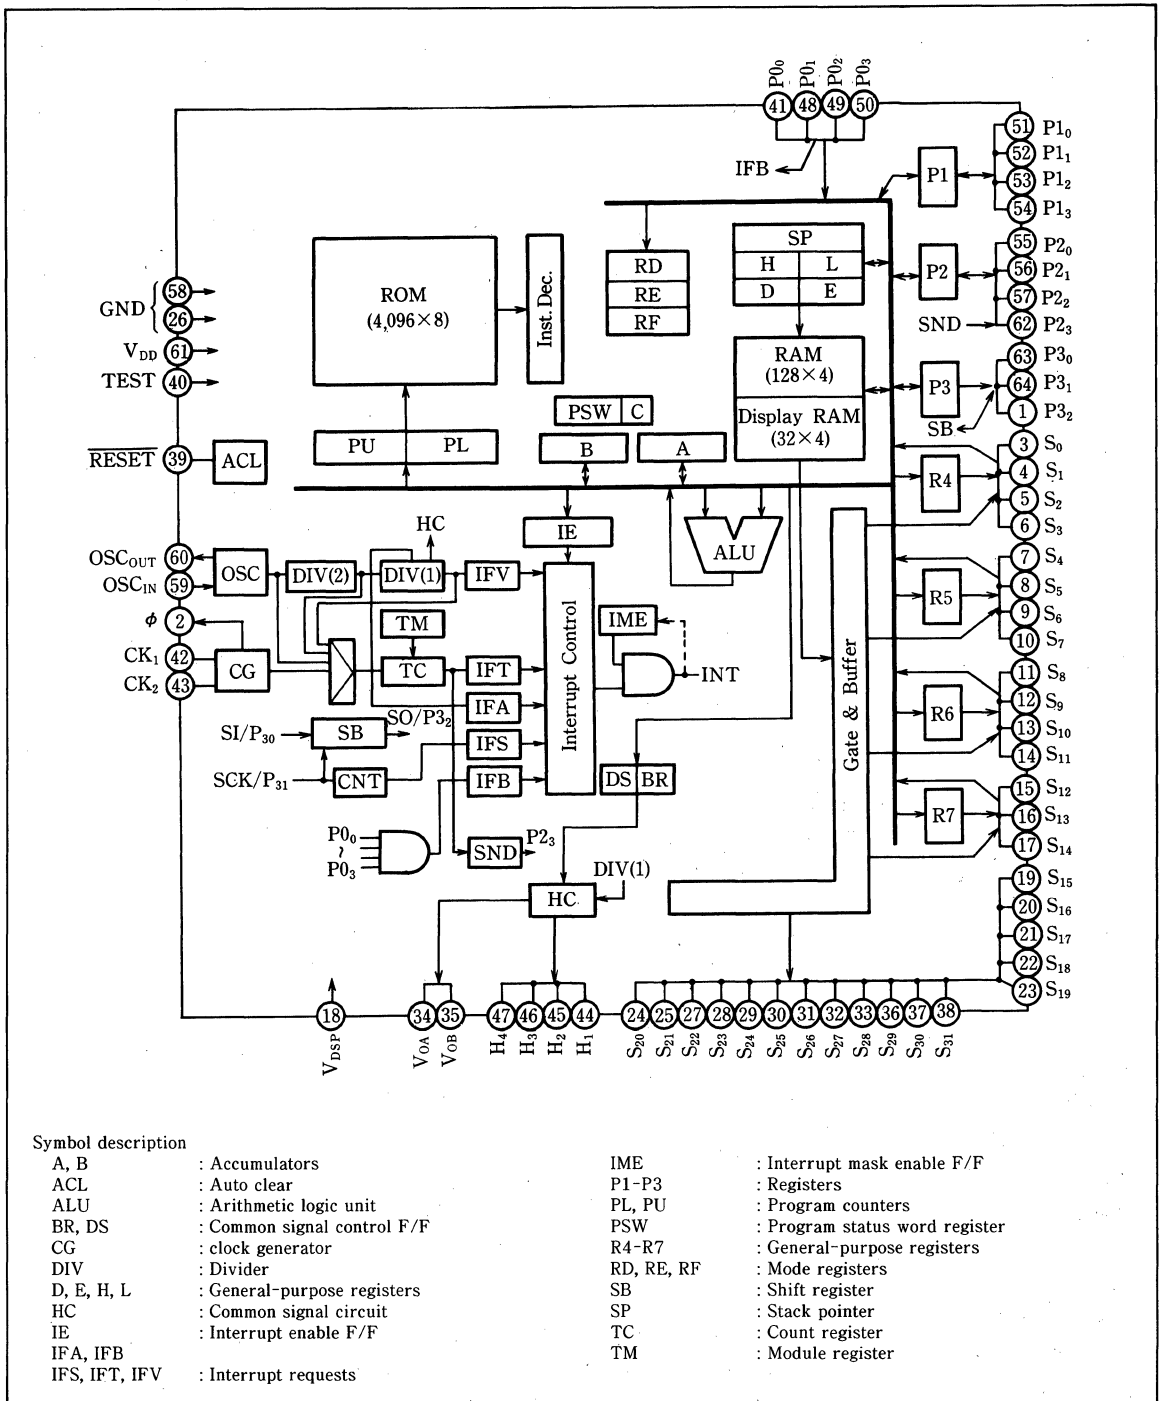 P0₀ P0₁ P0₂ P0₃
41 48 49 50
IFB
51 P1₀
52 P1₁
53 P1₂
54 P1₃
P1
55 P2₀
56 P2₁
57 P2₂
SND 62 P2₃
P2
63 P3₀
64 P3₁
1 P3₂
P3
SB
SP
H L
D E
RD
RE
RF
ROM
(4,096×8)
Inst. Dec.
RAM
(128×4)
Display RAM
(32×4)
GND 58
26
V_DD 61
TEST 40
RESET 39 ACL
PSW C
PU PL
B
A
3 S₀
4 S₁
5 S₂
6 S₃
R4
HC
IE
ALU
OSC_OUT 60
OSC_IN 59
OSC DIV(2) DIV(1) IFV
7 S₄
8 S₅
9 S₆
10 S₇
R5
φ 2
CK₁ 42
CK₂ 43
CG
TM
TC
IFT
IFA
IFS
IFB
Interrupt Control
IME
INT
Gate & Buffer
11 S₈
12 S₉
13 S₁₀
14 S₁₁
R6
SI/P₃₀ SB SO/P3₂
SCK/P₃₁ CNT
DS BR
15 S₁₂
16 S₁₃
17 S₁₄
R7
P0₀
~
P0₃
SND P2₃
DIV(1)
HC
19 S₁₅
20 S₁₆
21 S₁₇
22 S₁₈
23 S₁₉
18 34 35 47 46 45 44 24 25 27 28 29 30 31 32 33 36 37 38
V_DSP V_OA V_OB H₄ H₃ H₂ H₁ S₂₀ S₂₁ S₂₂ S₂₃ S₂₄ S₂₅ S₂₆ S₂₇ S₂₈ S₂₉ S₃₀ S₃₁
Symbol description
A, B : Accumulators
ACL : Auto clear
ALU : Arithmetic logic unit
BR, DS : Common signal control F/F
CG : clock generator
DIV : Divider
D, E, H, L : General-purpose registers
HC : Common signal circuit
IE : Interrupt enable F/F
IFA, IFB
IFS, IFT, IFV : Interrupt requests
IME : Interrupt mask enable F/F
P1-P3 : Registers
PL, PU : Program counters
PSW : Program status word register
R4-R7 : General-purpose registers
RD, RE, RF : Mode registers
SB : Shift register
SP : Stack pointer
TC : Count register
TM : Module register